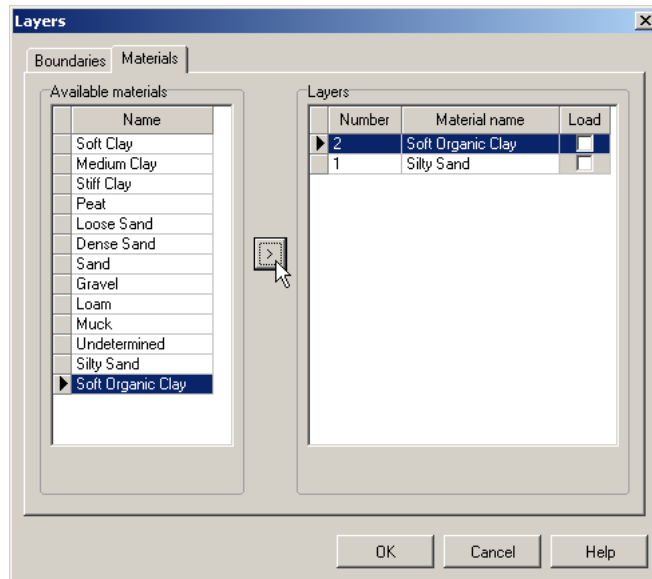 Layers
Boundaries Materials
Available materials
Name
Soft Clay
Medium Clay
Stiff Clay
Peat
Loose Sand
Dense Sand
Sand
Gravel
Loam
Muck
Undetermined
Silty Sand
Soft Organic Clay
>
Layers
Number Material name Load
2 Soft Organic Clay
1 Silty Sand
OK Cancel Help